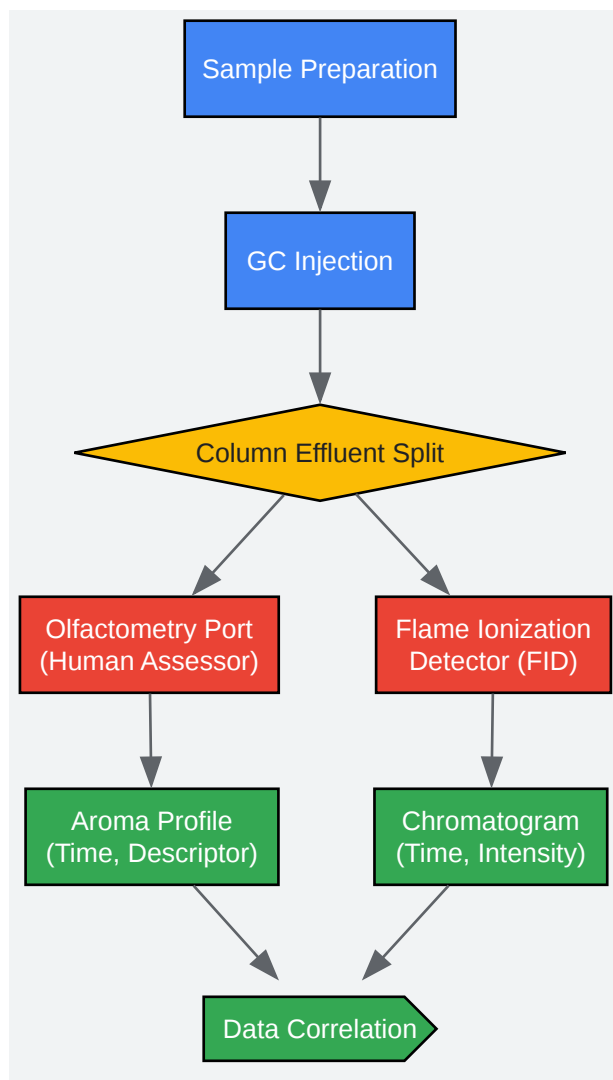 Sample Preparation
GC Injection
Column Effluent Split
Olfactometry Port
(Human Assessor)
Flame Ionization
Detector (FID)
Aroma Profile
(Time, Descriptor)
Chromatogram
(Time, Intensity)
Data Correlation